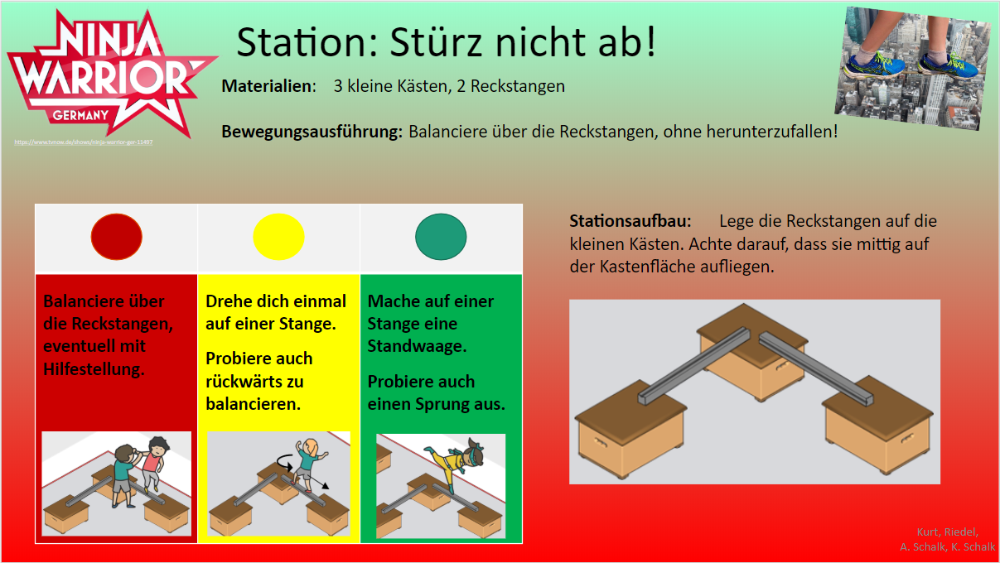 NINJA
WARRIOR
GERMANY
https://www.tvnow.de/shows/ninja-warrior-ger-11497
Station: Stürz nicht ab!
Materialien: 3 kleine Kästen, 2 Reckstangen
Bewegungsausführung: Balanciere über die Reckstangen, ohne herunterzufallen!
Balanciere über
die Reckstangen,
eventuell mit
Hilfestellung.
Drehe dich einmal
auf einer Stange.
Probiere auch
rückwärts zu
balancieren.
Mache auf einer
Stange eine
Standwaage.
Probiere auch
einen Sprung aus.
Stationsaufbau: Lege die Reckstangen auf die
kleinen Kästen. Achte darauf, dass sie mittig auf
der Kastenfläche aufliegen.
Kurt, Riedel,
A. Schalk, K. Schalk